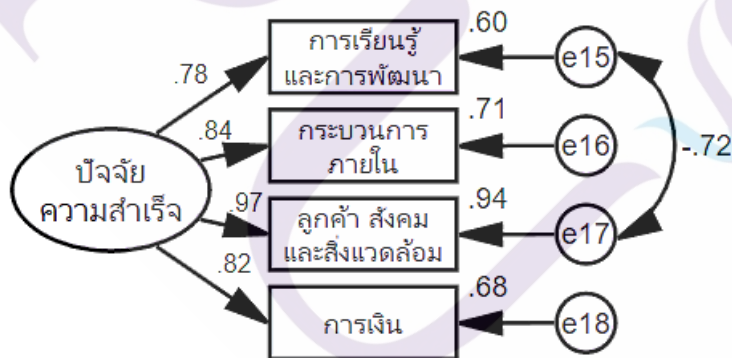 .60
การเรียนรู้
และการพัฒนา
e15
.78
.71
.84
กระบวนการ
ภายใน
e16
-.72
ปัจจัย
ความสำเร็จ
.97
.94
ลูกค้า สังคม
และสิ่งแวดล้อม
e17
.82
.68
การเงิน
e18